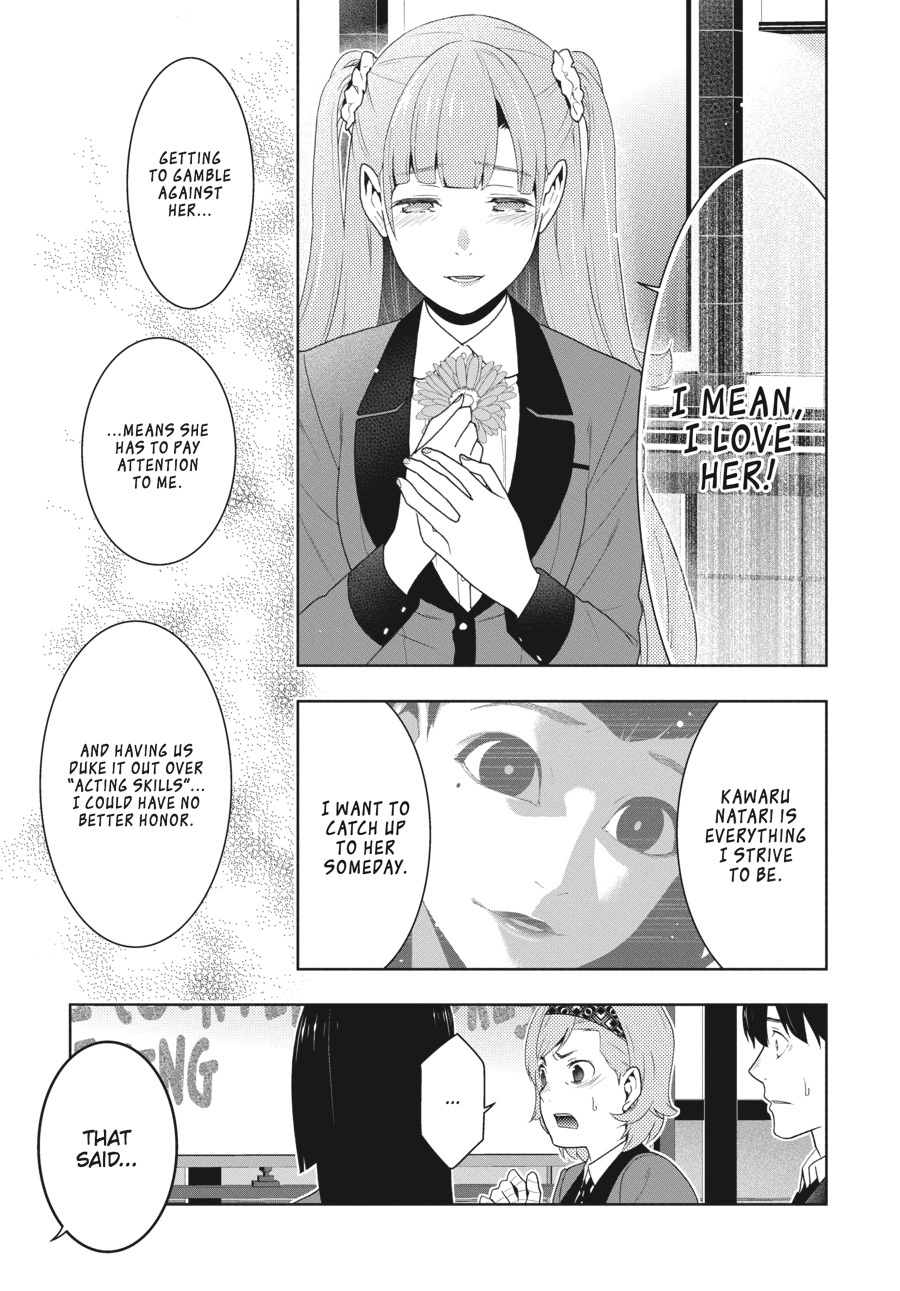 I MEAN,
I LOVE
HER!
GETTING
TO GAMBLE
AGAINST
HER...
...MEANS SHE
HAS TO PAY
ATTENTION
TO ME.
AND HAVING US
DUKE IT OUT OVER
"ACTING SKILLS"...
I COULD HAVE NO
BETTER HONOR.
KAWARU
NATARI IS
EVERYTHING
I STRIVE
TO BE.
I WANT TO
CATCH UP
TO HER
SOMEDAY.
...
THAT
SAID...